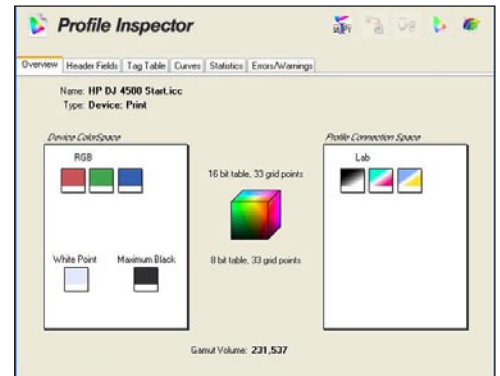 Profile Inspector
Overview Header Fields Tag Table Curves Statistics Errors/Warnings
Name: HP DJ 4500 Start.icc
Type: Device: Print
Device ColorSpace
Profile Connection Space
RGB
Lab
16 bit table, 33 grid points
White Point Maximum Black
8 bit table, 33 grid points
Gamut Volume: 231,537